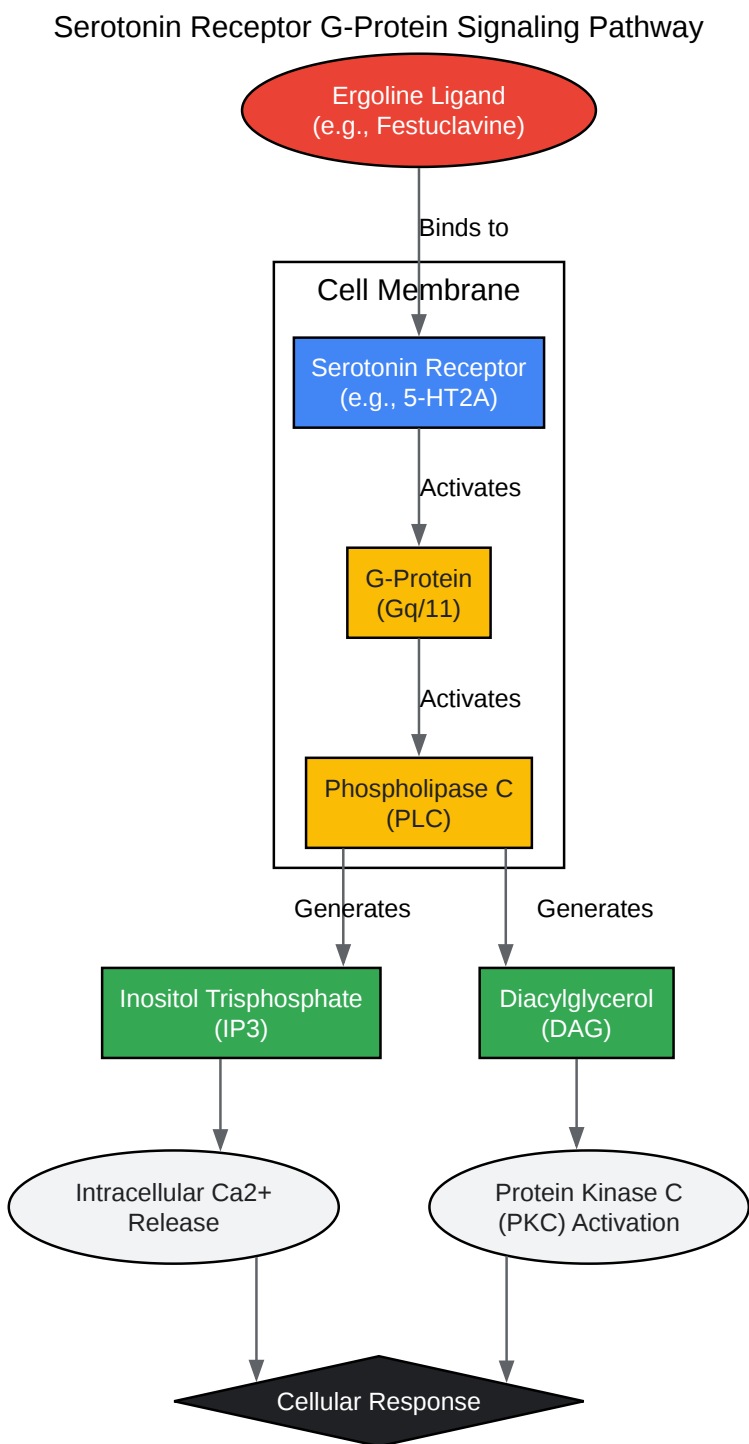 Serotonin Receptor G-Protein Signaling Pathway
Ergoline Ligand
(e.g., Festuclavine)
Binds to
Cell Membrane
Serotonin Receptor
(e.g., 5-HT2A)
Activates
G-Protein
(Gq/11)
Activates
Phospholipase C
(PLC)
Generates
Generates
Inositol Trisphosphate
(IP3)
Diacylglycerol
(DAG)
Intracellular Ca2+
Release
Protein Kinase C
(PKC) Activation
Cellular Response